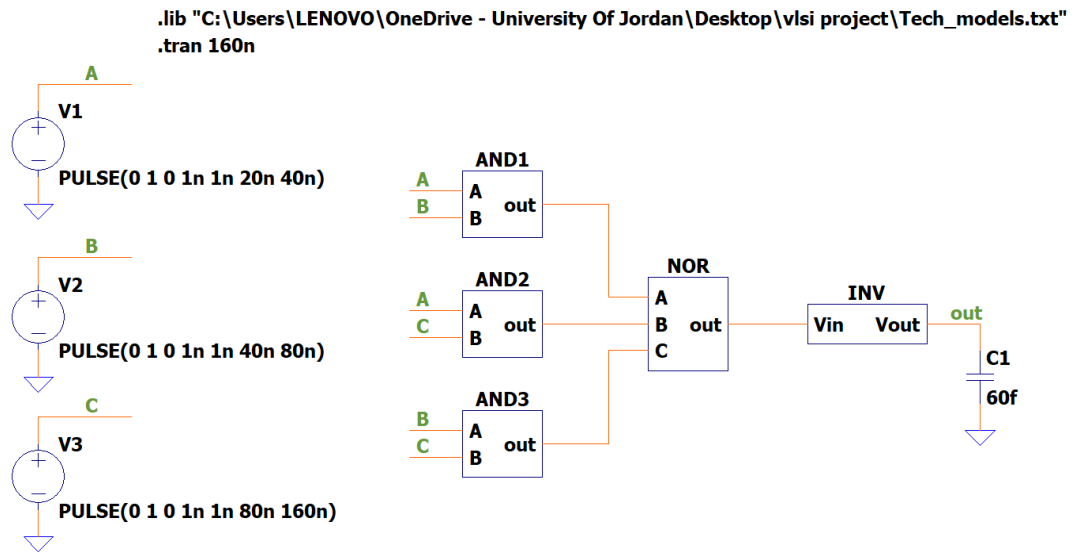 .lib "C:\Users\LENOVO\OneDrive - University Of Jordan\Desktop\vlsi project\Tech_models.txt"
.tran 160n
A
V1
PULSE(0 1 0 1n 1n 20n 40n)
B
V2
PULSE(0 1 0 1n 1n 40n 80n)
C
V3
PULSE(0 1 0 1n 1n 80n 160n)
AND1
A
B
A
B
out
AND2
A
C
A
B
out
AND3
B
C
A
B
out
NOR
A
B
C
out
INV
Vin
Vout
out
C1
60f